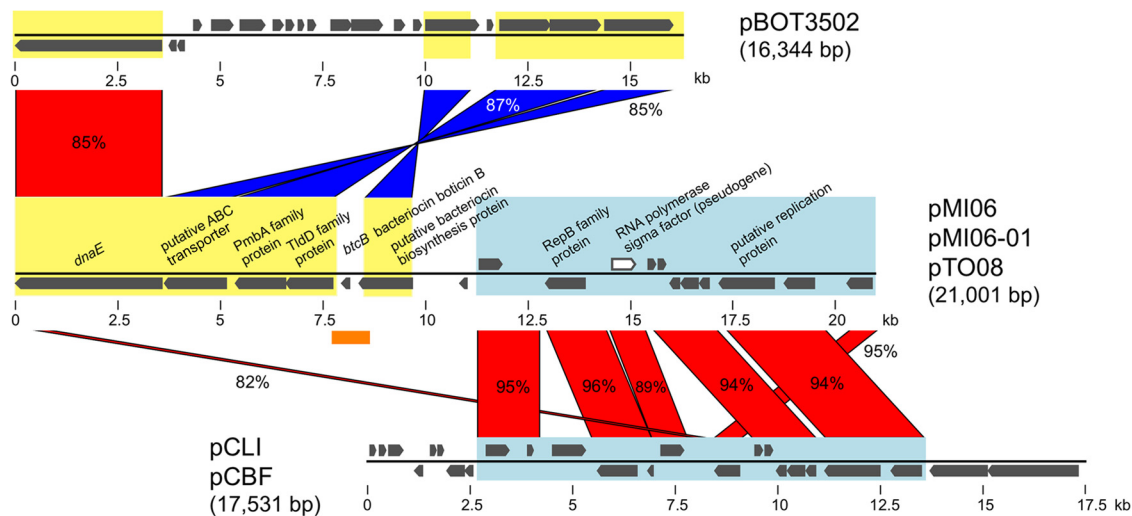 pBOT3502
(16,344 bp)
0 2.5 5 7.5 10 12.5 15 kb
85%
87%
85%
dnaE
putative ABC
transporter
PmbA family
protein
TldD family
protein
btcB bacteriocin boticin B
putative bacteriocin
biosynthesis protein
RepB family
protein
RNA polymerase
sigma factor (pseudogene)
putative replication
protein
pMI06
pMI06-01
pTO08
(21,001 bp)
0 2.5 5 7.5 10 12.5 15 17.5 20 kb
82%
95%
96%
89%
94%
94%
95%
pCLI
pCBF
(17,531 bp)
0 2.5 5 7.5 10 12.5 15 17.5 kb